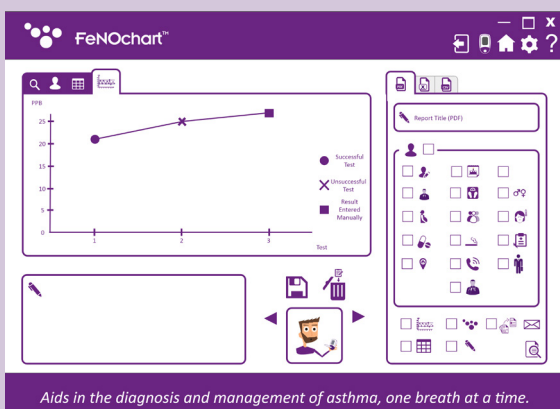 FeNOchart™
?
Report Title (PDF)
PPB
25
20
15
10
5
0
1
2
3
Test
Successful
Test
Unsuccessful
Test
Result
Entered
Manually
Aids in the diagnosis and management of asthma, one breath at a time.